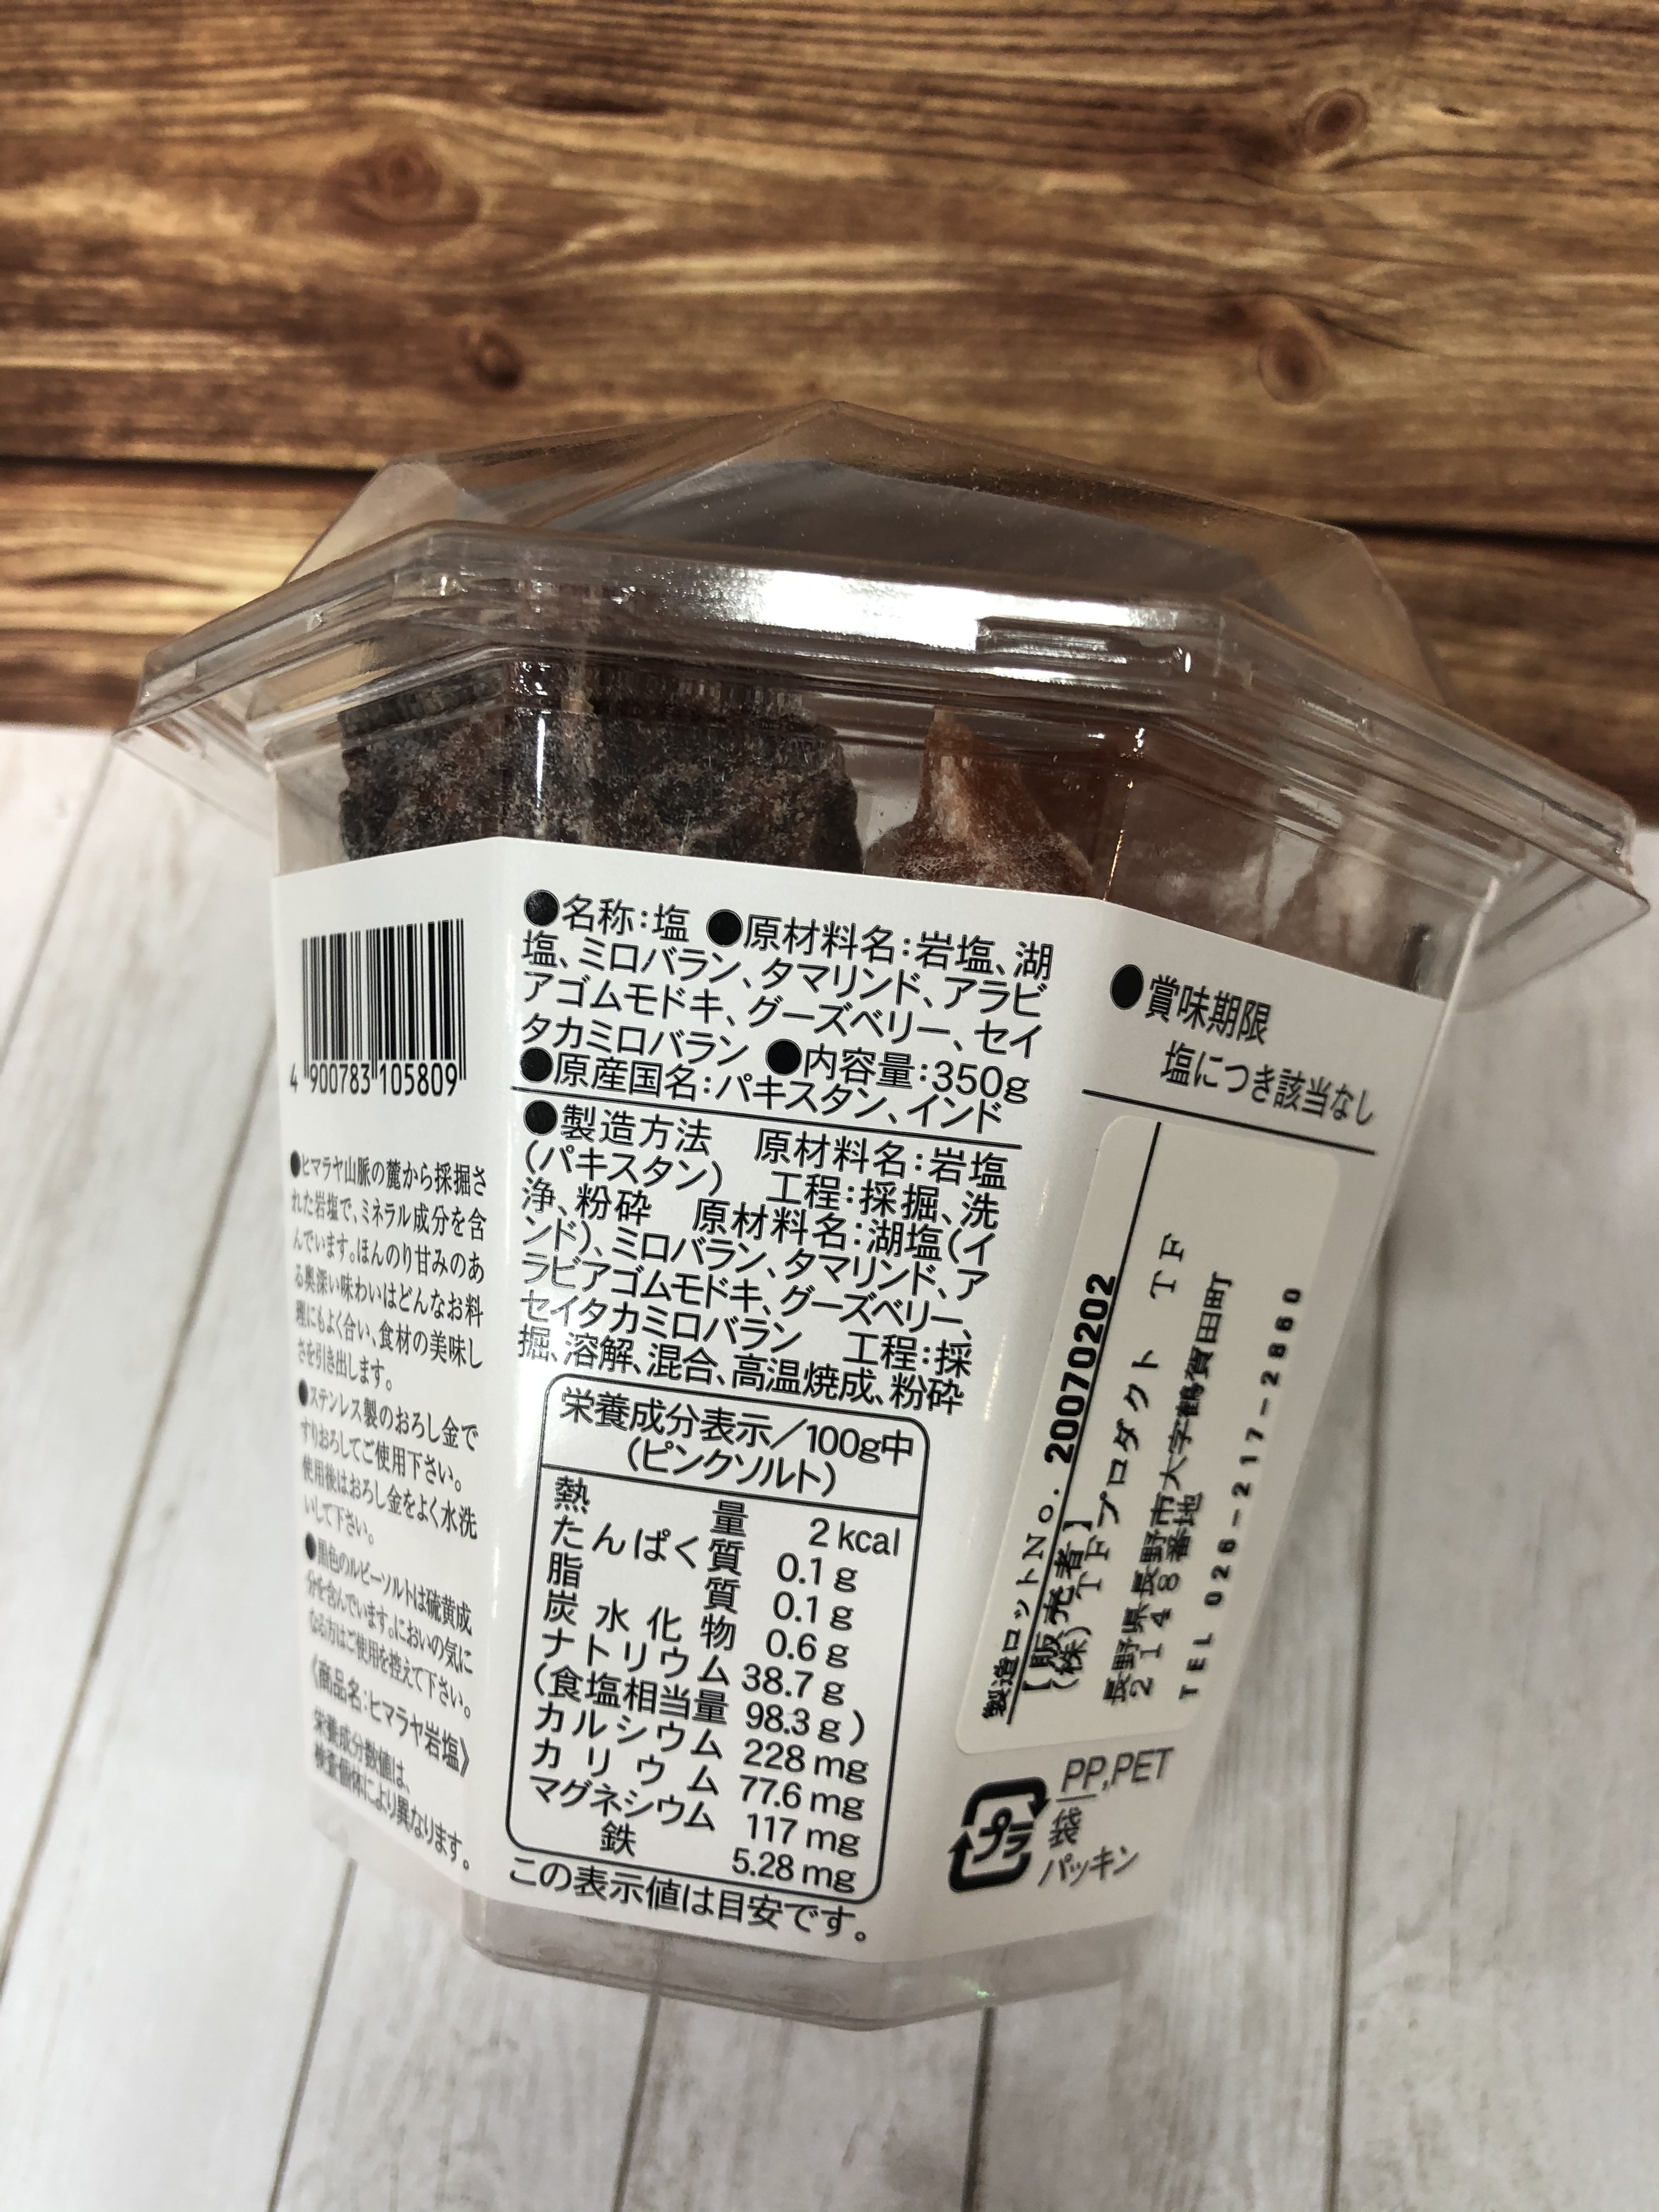 4 900783 105809
●ヒマラヤ山脈の麓から採掘さ
れた岩塩で、ミネラル成分を含
んでいます。ほんのり甘みのあ
る奥深い味わいはどんなお料
理にもよく合い、食材の美味し
さを引き出します。
●ステンレス製のおろし金で
すりおろしてご使用下さい。
使用後はおろし金をよく水洗
いして下さい。
●黒色のルビーソルトは硫黄成
分を含んでいます。においの気に
なる方はご使用を控えて下さい。
《商品名:ヒマラヤ岩塩》
栄養成分数値は、
検査個体により異なります。
●名称:塩 ●原材料名:岩塩、湖
塩、ミロバラン、タマリンド、アラビ
アゴムモドキ、グーズベリー、セイ
タカミロバラン ●内容量:350g
●原産国名:パキスタン、インド
●製造方法 原材料名:岩塩
(パキスタン) 工程:採掘、洗
浄、粉砕 原材料名:湖塩(イ
ンド)、ミロバラン、タマリンド、ア
ラビアゴムモドキ、グーズベリー、
セイタカミロバラン 工程:採
掘、溶解、混合、高温焼成、粉砕
栄養成分表示/100g中
(ピンクソルト)
熱量 2kcal
たんぱく質 0.1g
脂質 0.1g
炭水化物 0.6g
ナトリウム 38.7g
(食塩相当量 98.3g)
カルシウム 228mg
カリウム 77.6mg
マグネシウム 117mg
鉄 5.28mg
この表示値は目安です。
●賞味期限
塩につき該当なし
製造ロットNo. 20070202
【販売者】
(株)TFプロダクト TF
長野県長野市大字鶴賀田町
2148番地
TEL 026-217-2860
プラ
PP,PET
袋
パッキン